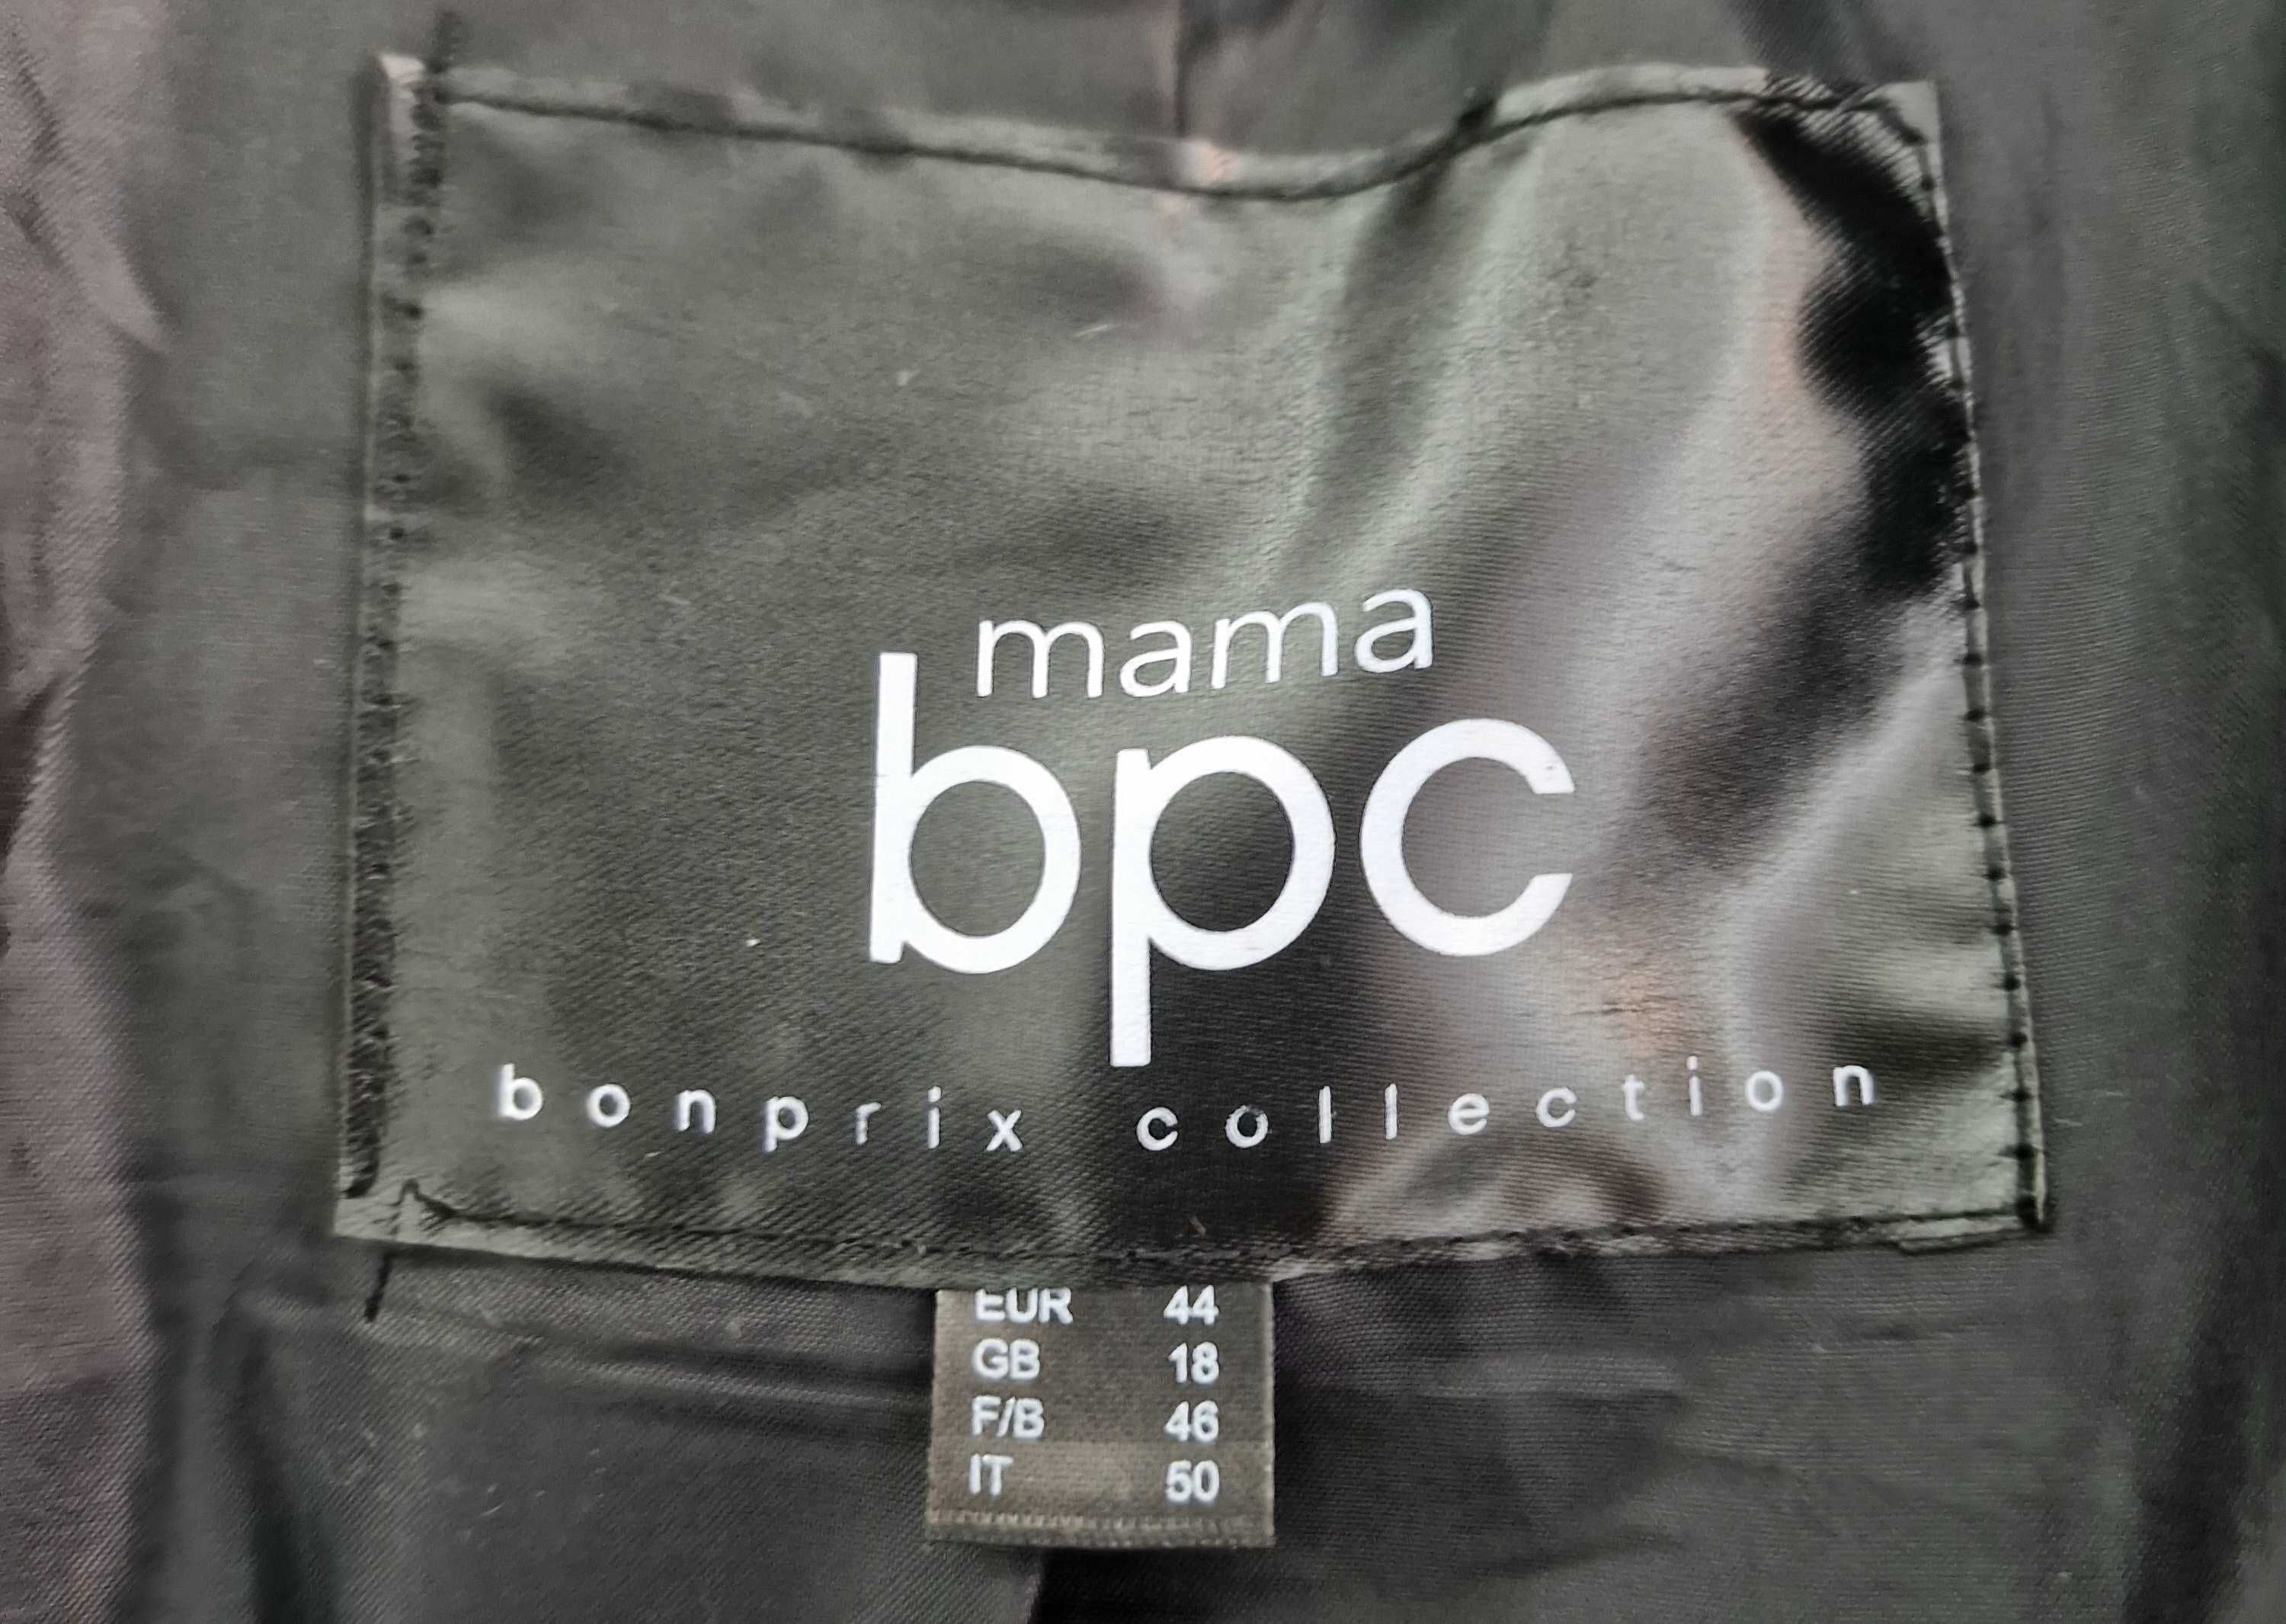 mama
bpc
bonprix collection
EUR 44
GB 18
F/B 46
IT 50